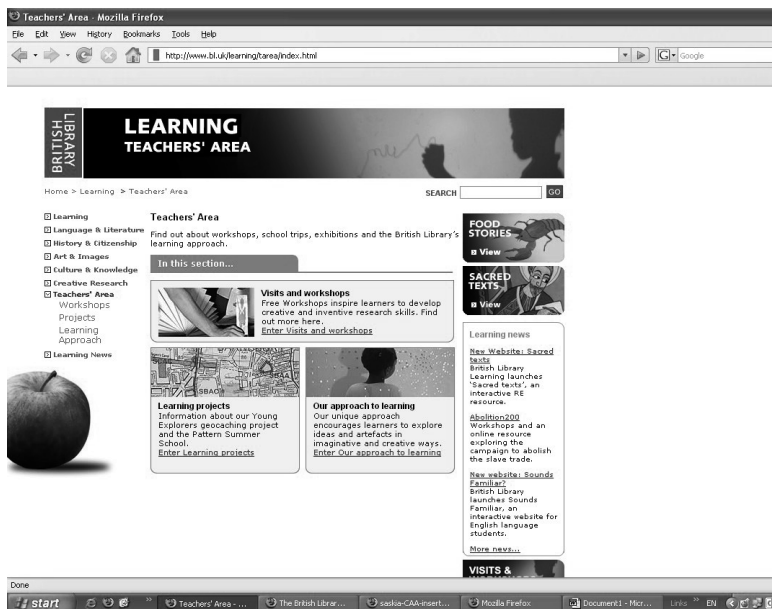 Teachers' Area - Mozilla Firefox
File Edit View History Bookmarks Tools Help
http://www.bl.uk/learning/tarea/index.html
G Google
BRITISH
LIBRARY
LEARNING
TEACHERS' AREA
Home > Learning > Teachers' Area
SEARCH GO
Learning
Language & Literature
History & Citizenship
Art & Images
Culture & Knowledge
Creative Research
Teachers' Area
Workshops
Projects
Learning
Approach
Learning News
Teachers' Area
Find out about workshops, school trips, exhibitions and the British Library's
learning approach.
In this section...
Visits and workshops
Free Workshops inspire learners to develop
creative and inventive research skills. Find
out more here.
Enter Visits and workshops
SBAC
SBAA
SBAO
Learning projects
Information about our Young
Explorers geocaching project
and the Pattern Summer
School.
Enter Learning projects
Our approach to learning
Our unique approach
encourages learners to explore
ideas and artefacts in
imaginative and creative ways.
Enter Our approach to learning
FOOD
STORIES
View
SACRED
TEXTS
View
Learning news
New Website: Sacred
texts
British Library
Learning launches
'Sacred texts', an
interactive RE
resource.
Abolition200
Workshops and an
online resource
exploring the
campaign to abolish
the slave trade.
New website: Sounds
Familiar?
British Library
launches Sounds
Familiar, an
interactive website for
English language
students.
More news...
VISITS &
Done
start
Teachers' Area - ...
The British Librar...
saskia-CAA-insert...
Mozilla Firefox
Document1 - Micr...
Links
EN